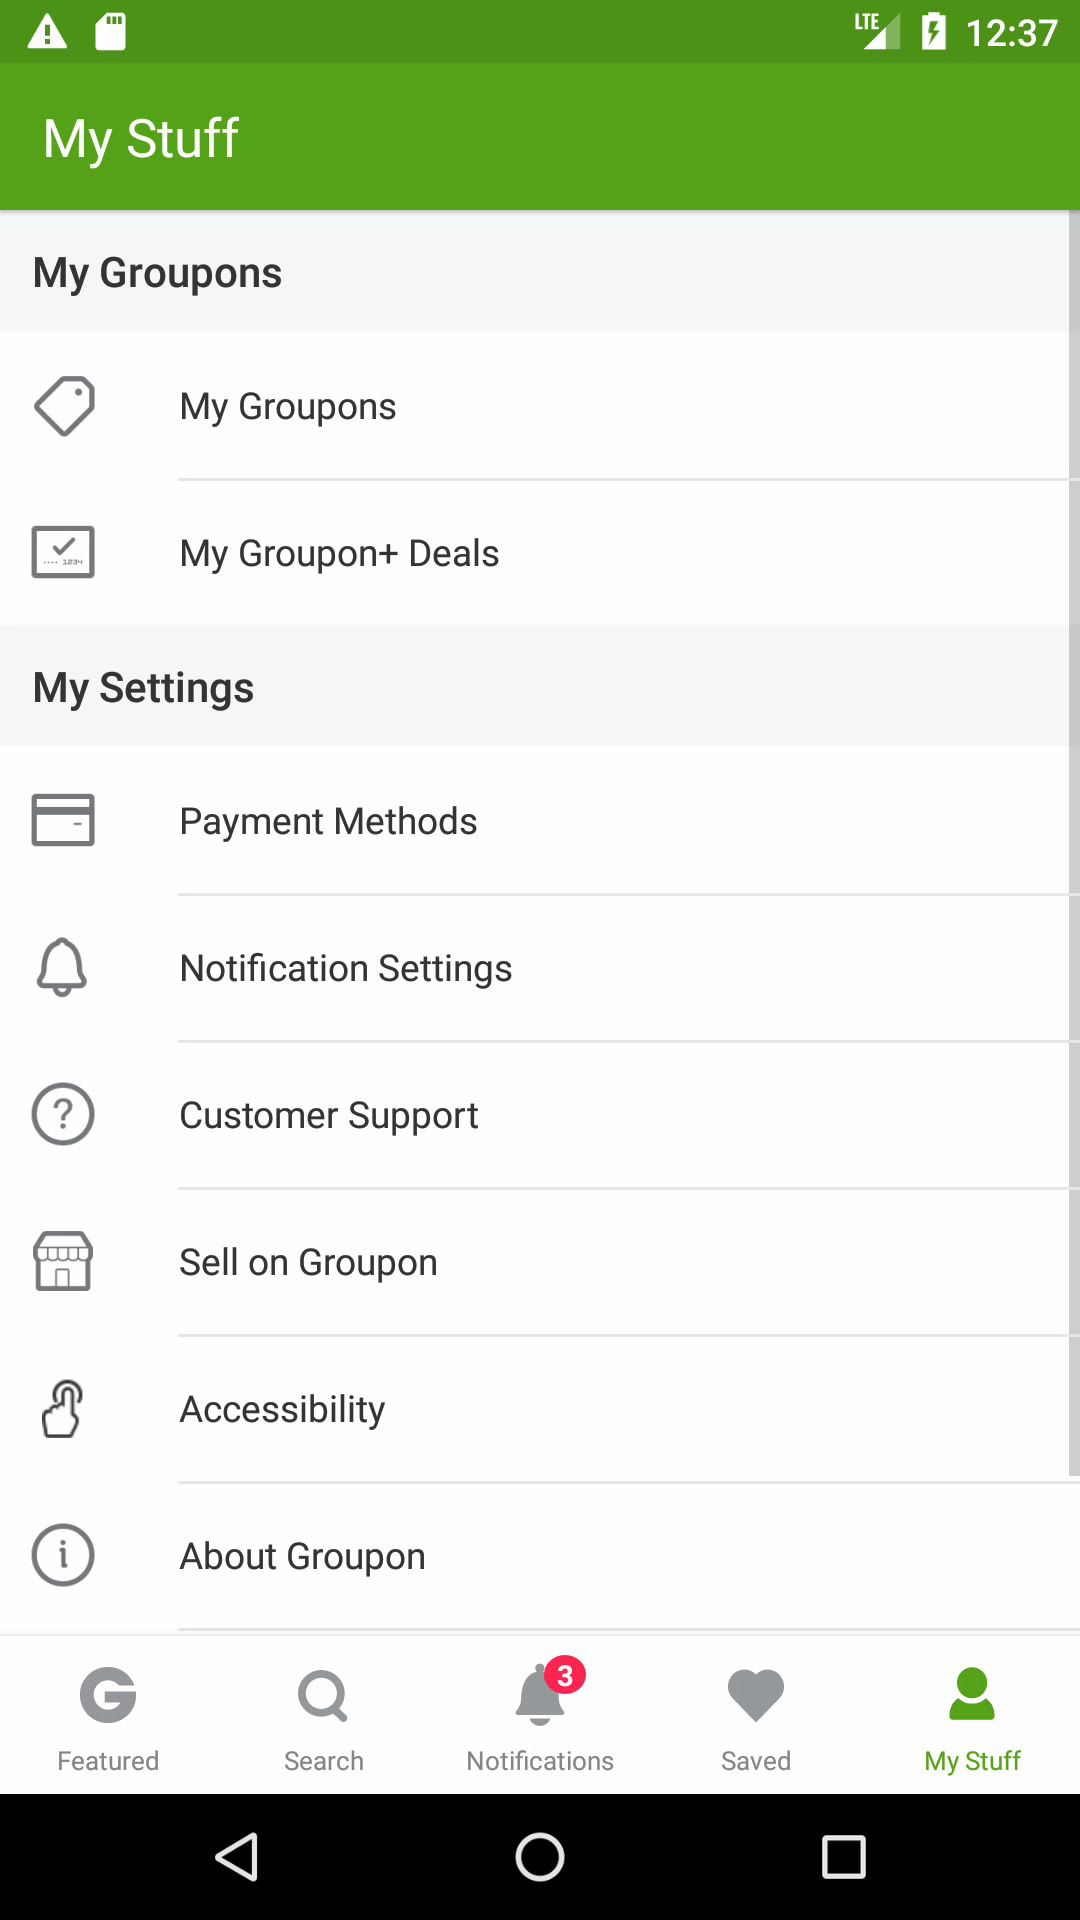 LTE 12:37
My Stuff
My Groupons
My Groupons
1234
My Groupon+ Deals
My Settings
Payment Methods
Notification Settings
?
Customer Support
Sell on Groupon
Accessibility
i
About Groupon
G
3
Featured
Search
Notifications
Saved
My Stuff